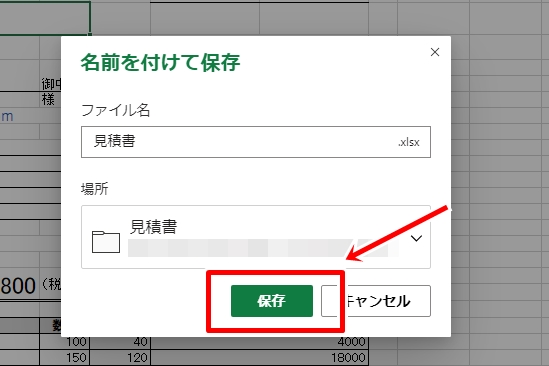 名前を付けて保存
御中
様
m
ファイル名
見積書
.xlsx
場所
見積書
800 (税
保存
キャンセル
数
100 40 4000
150 120 18000